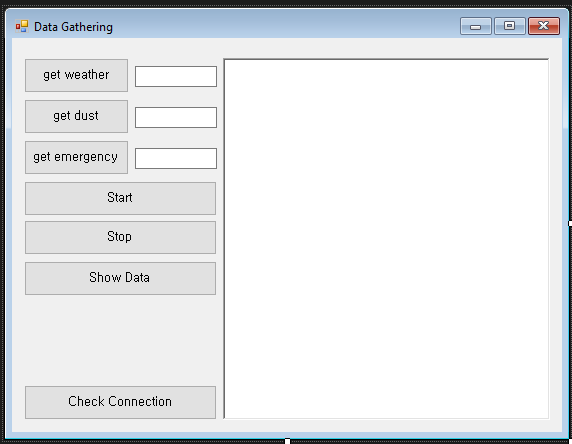 Data Gathering
get weather
get dust
get emergency
Start
Stop
Show Data
Check Connection